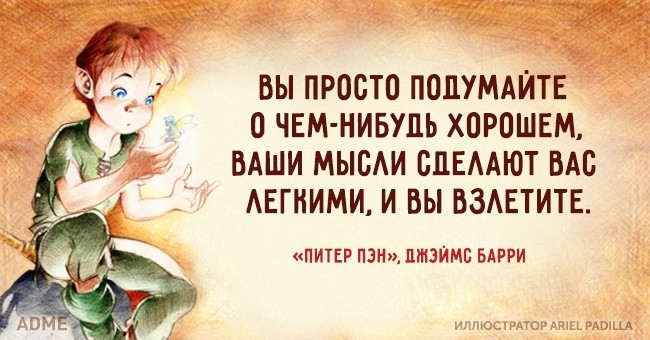 ВЫ ПРОСТО ПОДУМАЙТЕ
О ЧЕМ-НИБУДЬ ХОРОШЕМ,
ВАШИ МЫСЛИ СДЕЛАЮТ ВАС
ЛЕГКИМИ, И ВЫ ВЗЛЕТИТЕ.
«ПИТЕР ПЭН», ДЖЭЙМС БАРРИ
ADME
ИЛЛЮСТРАТОР ARIEL PADILLA